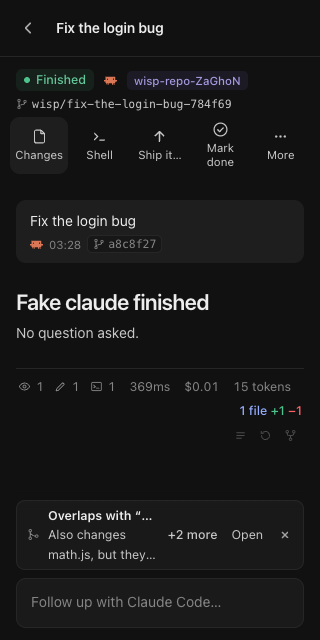 Fix the login bug
Finished wisp-repo-ZaGhoN
wisp/fix-the-login-bug-784f69
Changes Shell Ship it... Mark done More
Fix the login bug
03:28 a8c8f27
Fake claude finished
No question asked.
1 1 1 369ms $0.01 15 tokens
1 file +1 −1
Overlaps with “...
Also changes +2 more Open ×
math.js, but they...
Follow up with Claude Code...